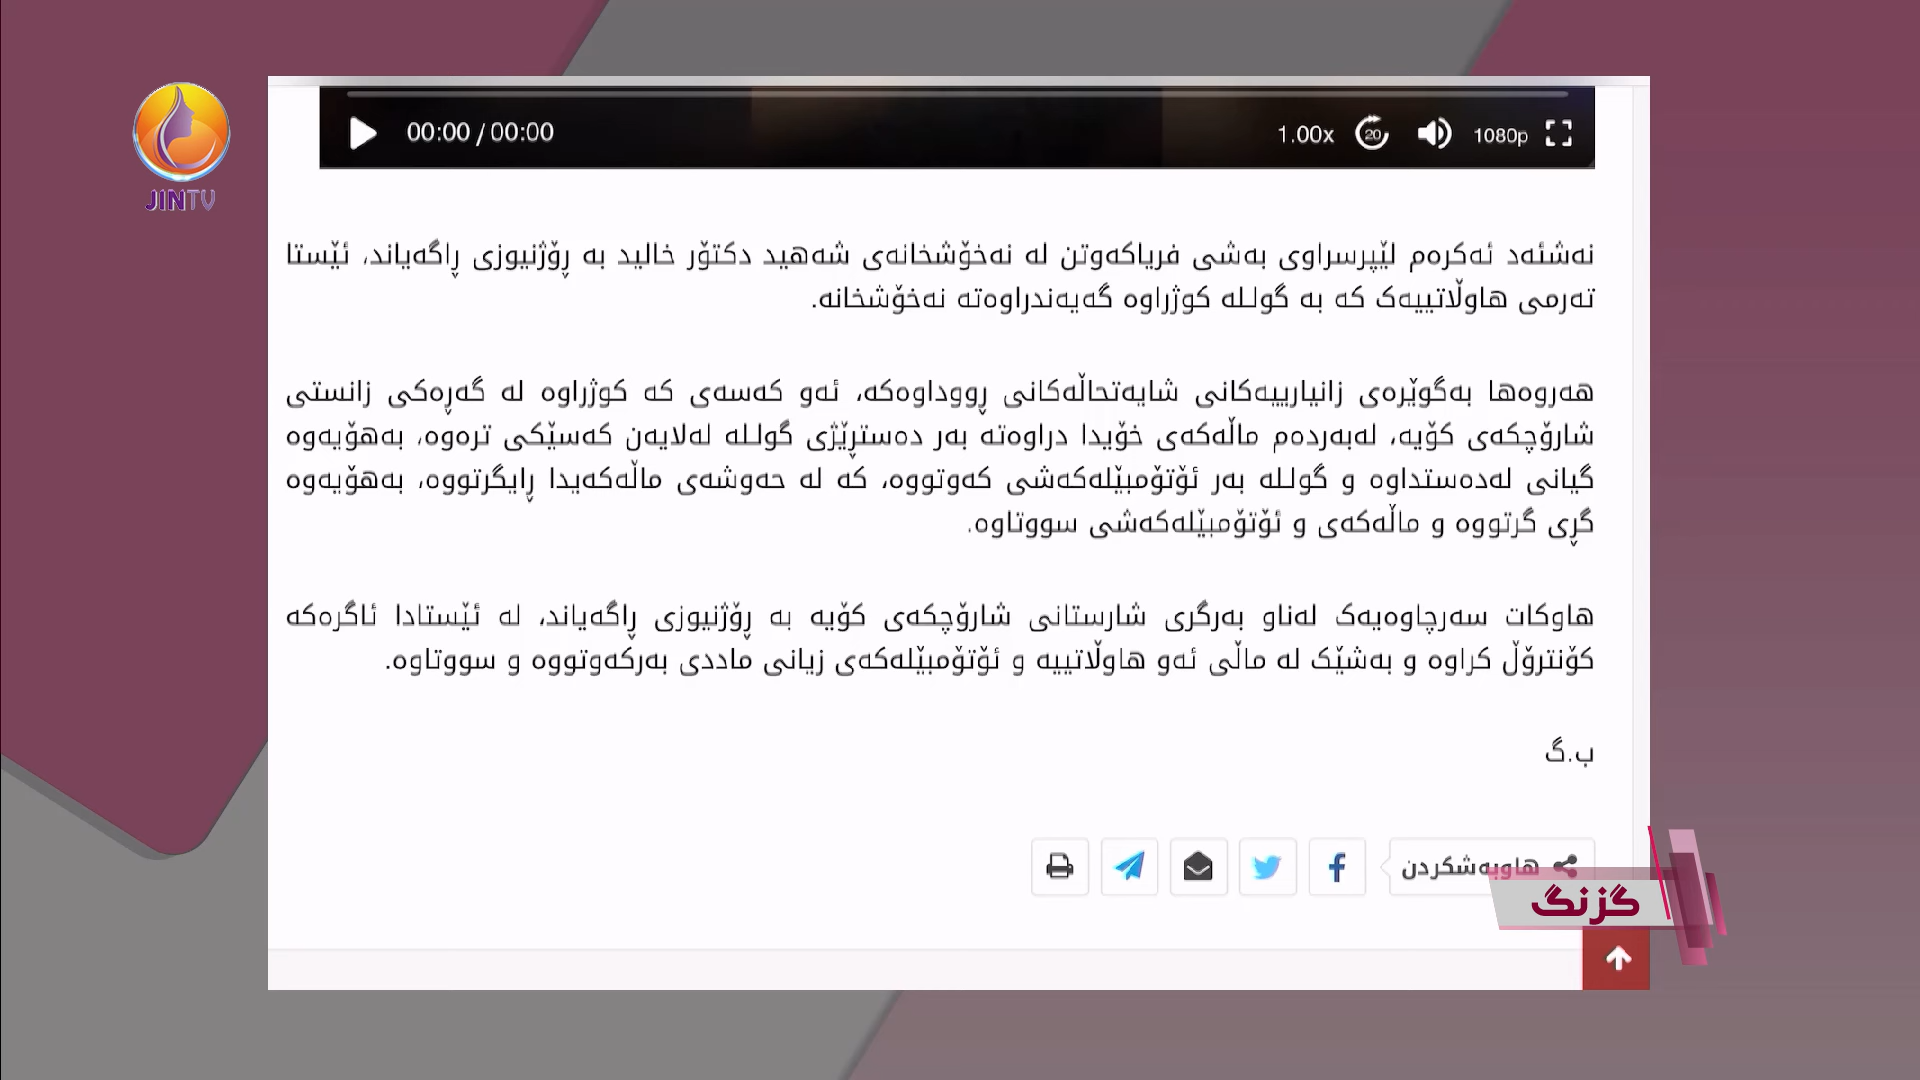 JINTV
00:00 / 00:00
1.00x
20
1080p
نەشئەد ئەکرەم لێپرسراوی بەشی فریاکەوتن لە نەخۆشخانەی شەهید دکتۆر خالید بە ڕۆژنیوزی ڕاگەیاند، ئێستا
تەرمی هاوڵاتییەک کە بە گوللە کوژراوە گەیەندراوەتە نەخۆشخانە.
هەروەها بەگوێرەی زانیارییەکانی شایەتحاڵەکانی ڕووداوەکە، ئەو کەسەی کە کوژراوە لە گەڕەکی زانستی
شارۆچکەی کۆیە، لەبەردەم ماڵەکەی خۆیدا دراوەتە بەر دەستڕێژی گوللە لەلایەن کەسێکی ترەوە، بەهۆیەوە
گیانی لەدەستداوە و گوللە بەر ئۆتۆمبێلەکەشی کەوتووە، کە لە حەوشەی ماڵەکەیدا ڕایگرتووە، بەهۆیەوە
گڕی گرتووە و ماڵەکەی و ئۆتۆمبێلەکەشی سووتاوە.
هاوکات سەرچاوەیەک لەناو بەرگری شارستانی شارۆچکەی کۆیە بە ڕۆژنیوزی ڕاگەیاند، لە ئێستادا ئاگرەکە
کۆنترۆڵ کراوە و بەشێک لە ماڵی ئەو هاوڵاتییە و ئۆتۆمبێلەکەی زیانی ماددی بەرکەوتووە و سووتاوە.
ب.گ
هاوبەشکردن
گزنگ